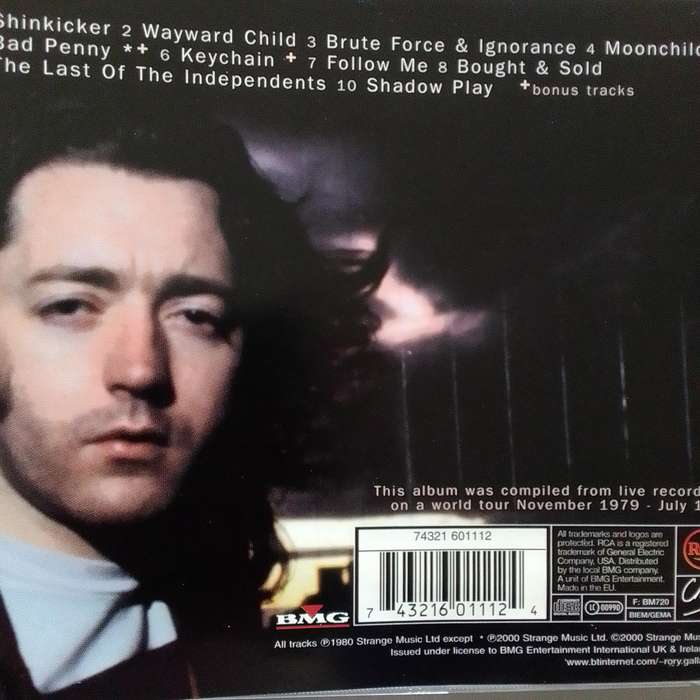 Shinkicker 2 Wayward Child 3 Brute Force & Ignorance 4 Moonchild
Bad Penny *+ 6 Keychain + 7 Follow Me 8 Bought & Sold
The Last Of The Independents 10 Shadow Play +bonus tracks
This album was compiled from live record
on a world tour November 1979 - July 1
74321 601112
7 43216 01112 4
BMG
All trademarks and logos are
protected. RCA is a registered
trademark of General Electric
Company, USA. Distributed
by the local BMG company.
A unit of BMG Entertainment.
Made in the EU.
LC 00990
F: BM720
BIEM/GEMA
All tracks ℗1980 Strange Music Ltd except • ℗2000 Strange Music Ltd. ©2000 Strange Mu
Issued under license to BMG Entertainment International UK & Irelan
'www.btinternet.com/~rory.gall